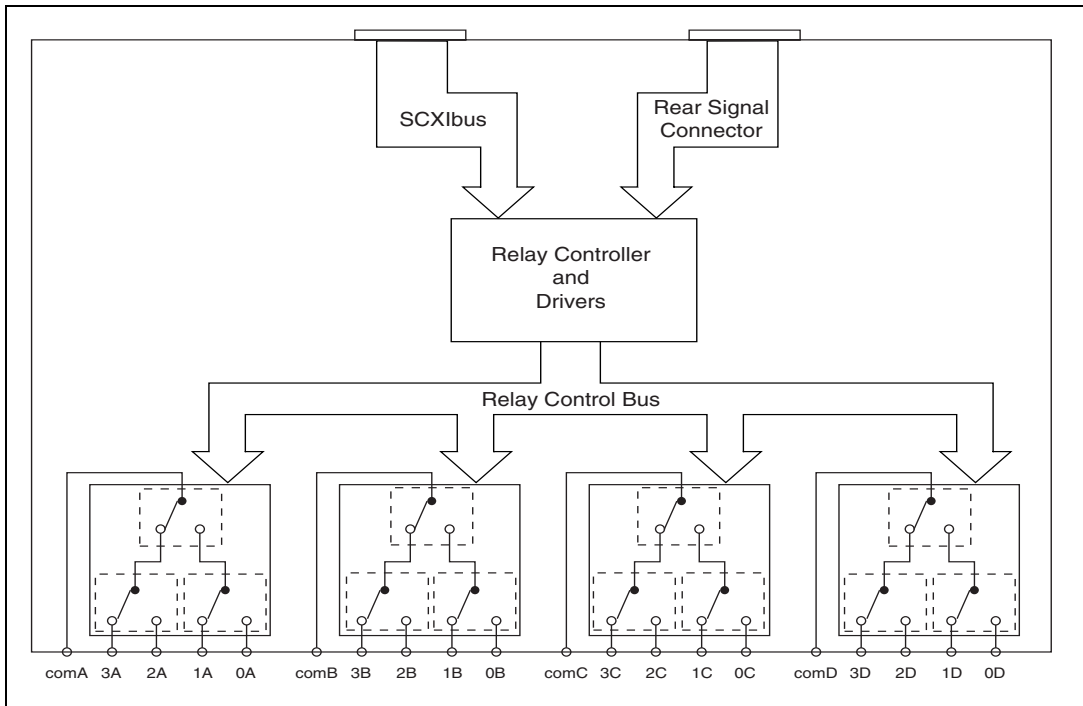 SCXIbus
Rear Signal
Connector
Relay Controller
and
Drivers
Relay Control Bus
comA 3A 2A 1A 0A comB 3B 2B 1B 0B comC 3C 2C 1C 0C comD 3D 2D 1D 0D